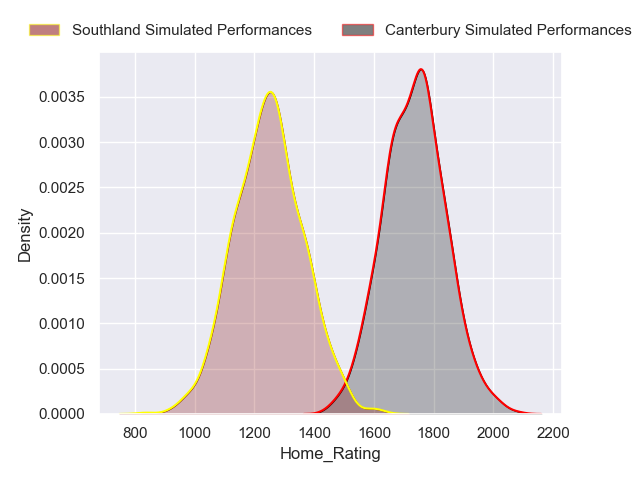 Southland Simulated Performances
Canterbury Simulated Performances
0.0035
0.0030
0.0025
0.0020
0.0015
0.0010
0.0005
0.0000
Density
800 1000 1200 1400 1600 1800 2000 2200
Home_Rating